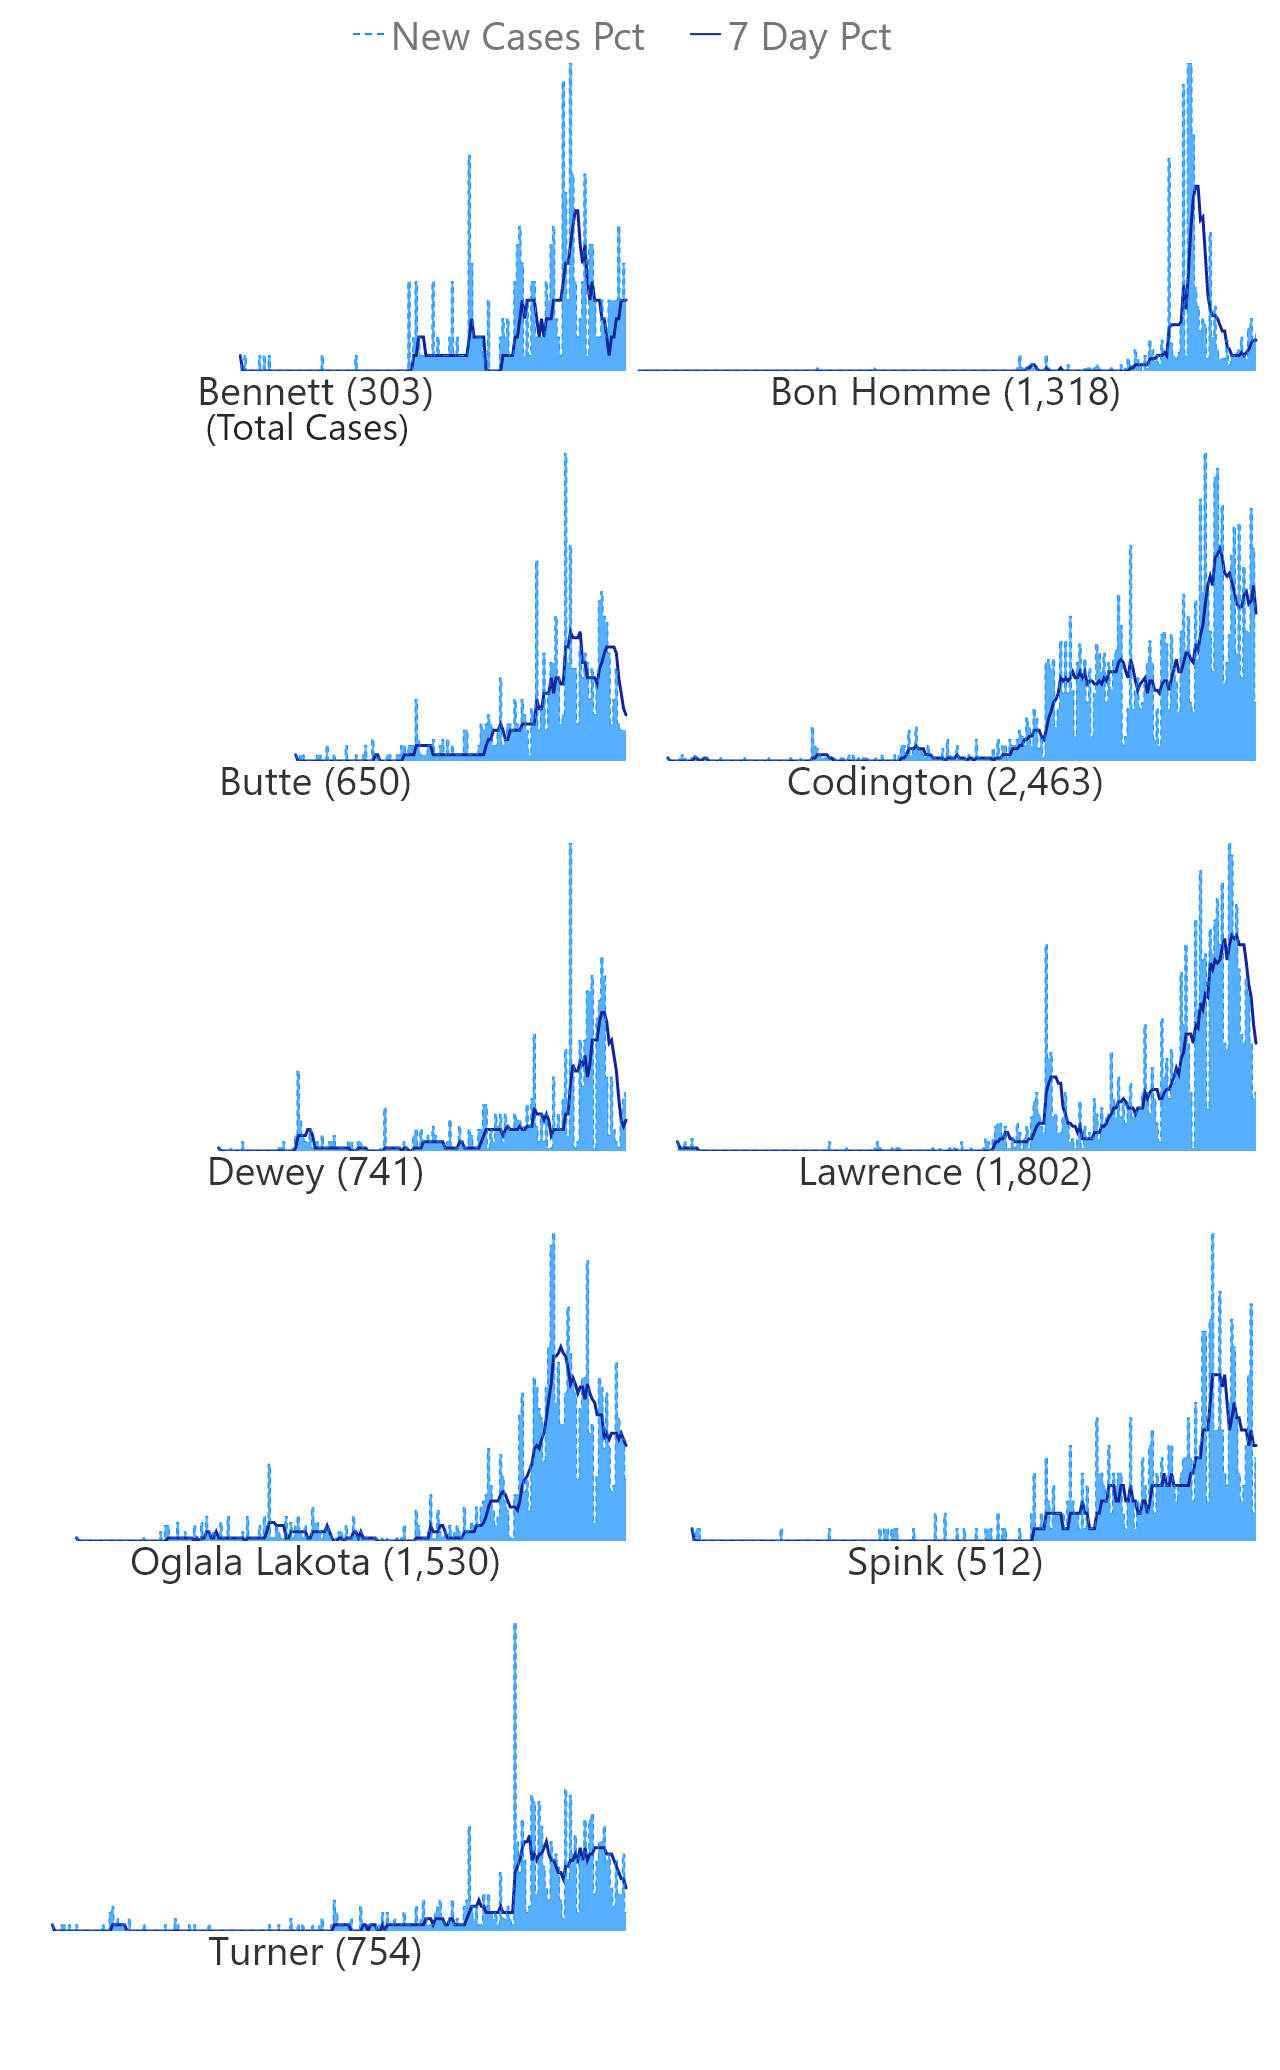 New Cases Pct 7 Day Pct
Bennett (303) Bon Homme (1,318)
(Total Cases)
Butte (650) Codington (2,463)
Dewey (741) Lawrence (1,802)
Oglala Lakota (1,530) Spink (512)
Turner (754)